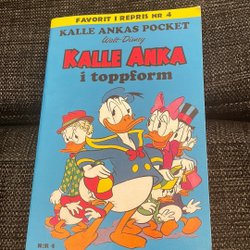 FAVORIT I REPRIS NR 4
KALLE ANKAS POCKET
Walt Disney
KALLE ANKA
i toppform